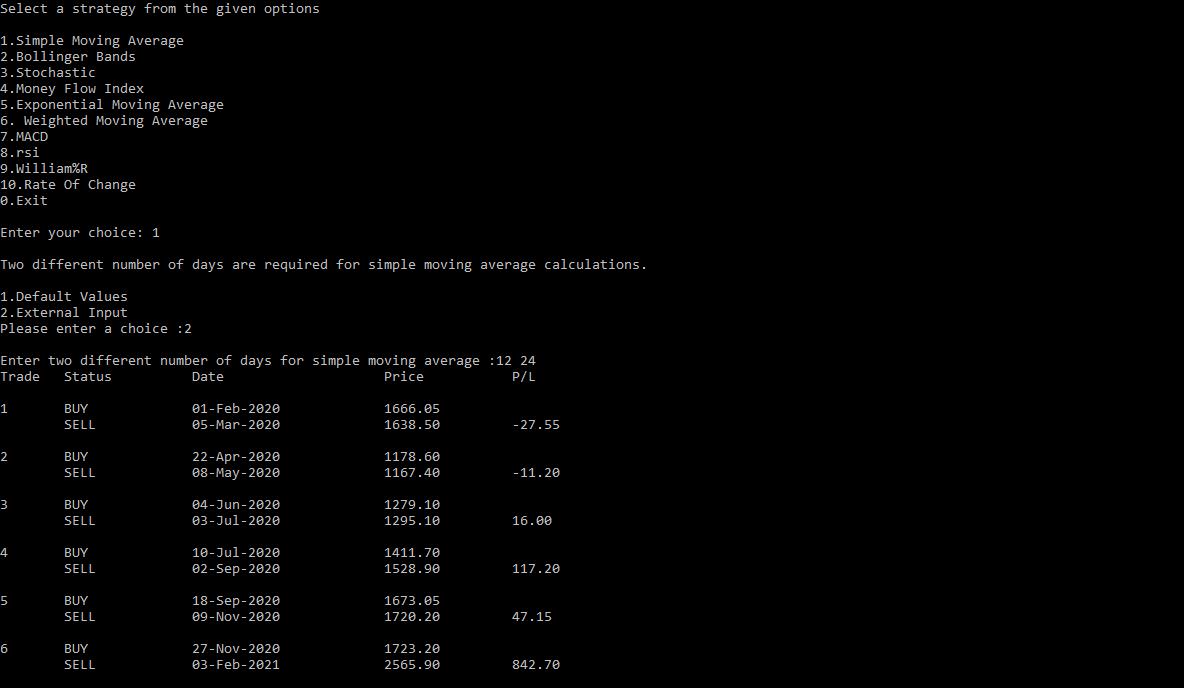 Select a strategy from the given options
1.Simple Moving Average
2.Bollinger Bands
3.Stochastic
4.Money Flow Index
5.Exponential Moving Average
6. Weighted Moving Average
7.MACD
8.rsi
9.William%R
10.Rate Of Change
0.Exit
Enter your choice: 1
Two different number of days are required for simple moving average calculations.
1.Default Values
2.External Input
Please enter a choice :2
Enter two different number of days for simple moving average :12 24
Trade Status Date Price P/L
1 BUY 01-Feb-2020 1666.05
SELL 05-Mar-2020 1638.50 -27.55
2 BUY 22-Apr-2020 1178.60
SELL 08-May-2020 1167.40 -11.20
3 BUY 04-Jun-2020 1279.10
SELL 03-Jul-2020 1295.10 16.00
4 BUY 10-Jul-2020 1411.70
SELL 02-Sep-2020 1528.90 117.20
5 BUY 18-Sep-2020 1673.05
SELL 09-Nov-2020 1720.20 47.15
6 BUY 27-Nov-2020 1723.20
SELL 03-Feb-2021 2565.90 842.70